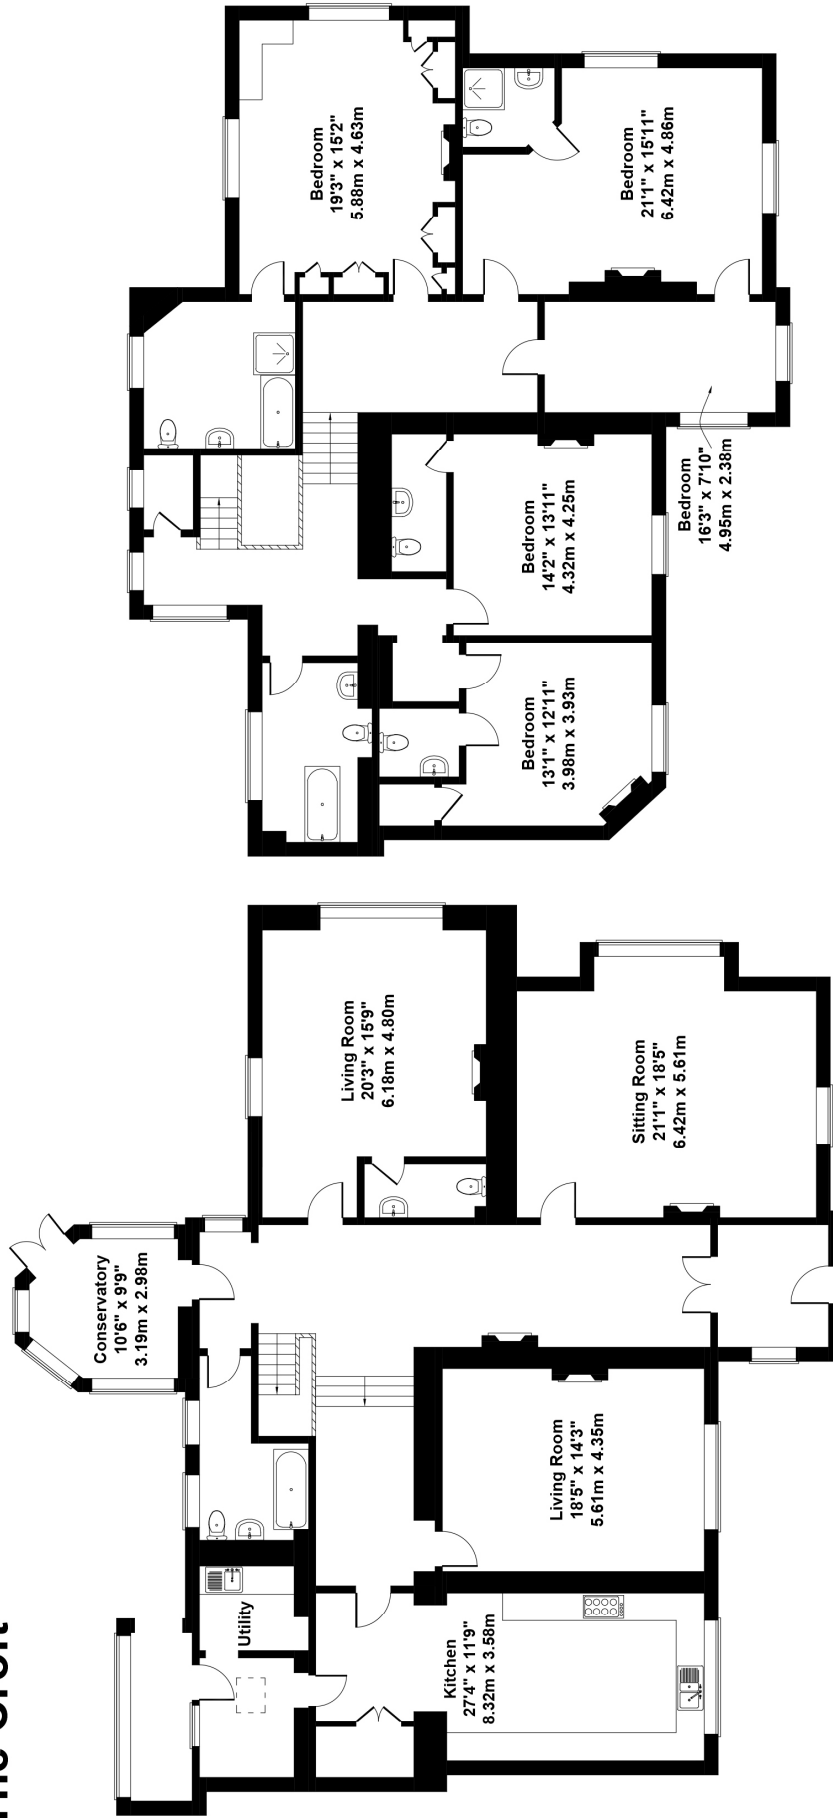 The Croft
Conservatory
10'6" x 9'9"
3.19m x 2.98m
Utility
Living Room
20'3" x 15'9"
6.18m x 4.80m
Kitchen
27'4" x 11'9"
8.32m x 3.58m
Living Room
18'5" x 14'3"
5.61m x 4.35m
Sitting Room
21'1" x 18'5"
6.42m x 5.61m
Bedroom
19'3" x 15'2"
5.88m x 4.63m
Bedroom
13'1" x 12'11"
3.98m x 3.93m
Bedroom
14'2" x 13'11"
4.32m x 4.25m
Bedroom
21'1" x 15'11"
6.42m x 4.86m
Bedroom
16'3" x 7'10"
4.95m x 2.38m